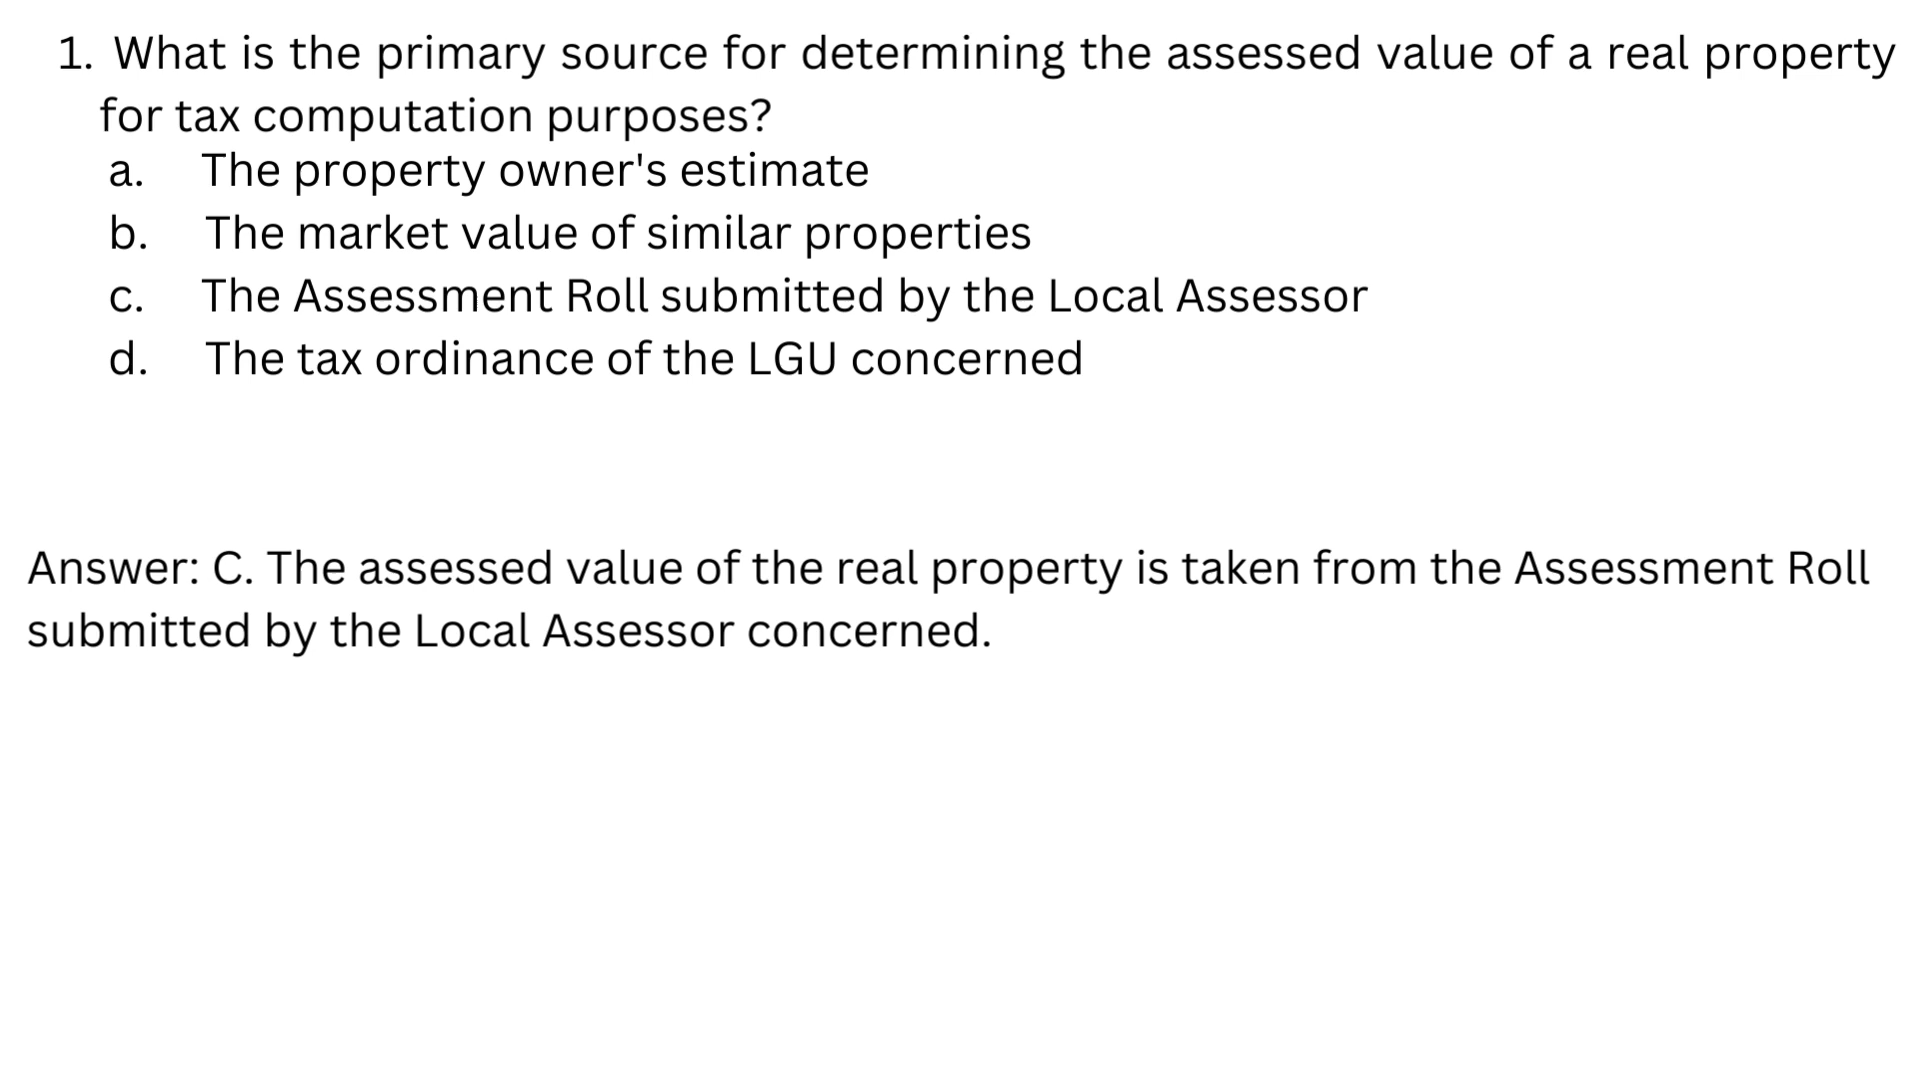 1. What is the primary source for determining the assessed value of a real property
for tax computation purposes?
a. The property owner's estimate
b. The market value of similar properties
c. The Assessment Roll submitted by the Local Assessor
d. The tax ordinance of the LGU concerned
Answer: C. The assessed value of the real property is taken from the Assessment Roll
submitted by the Local Assessor concerned.